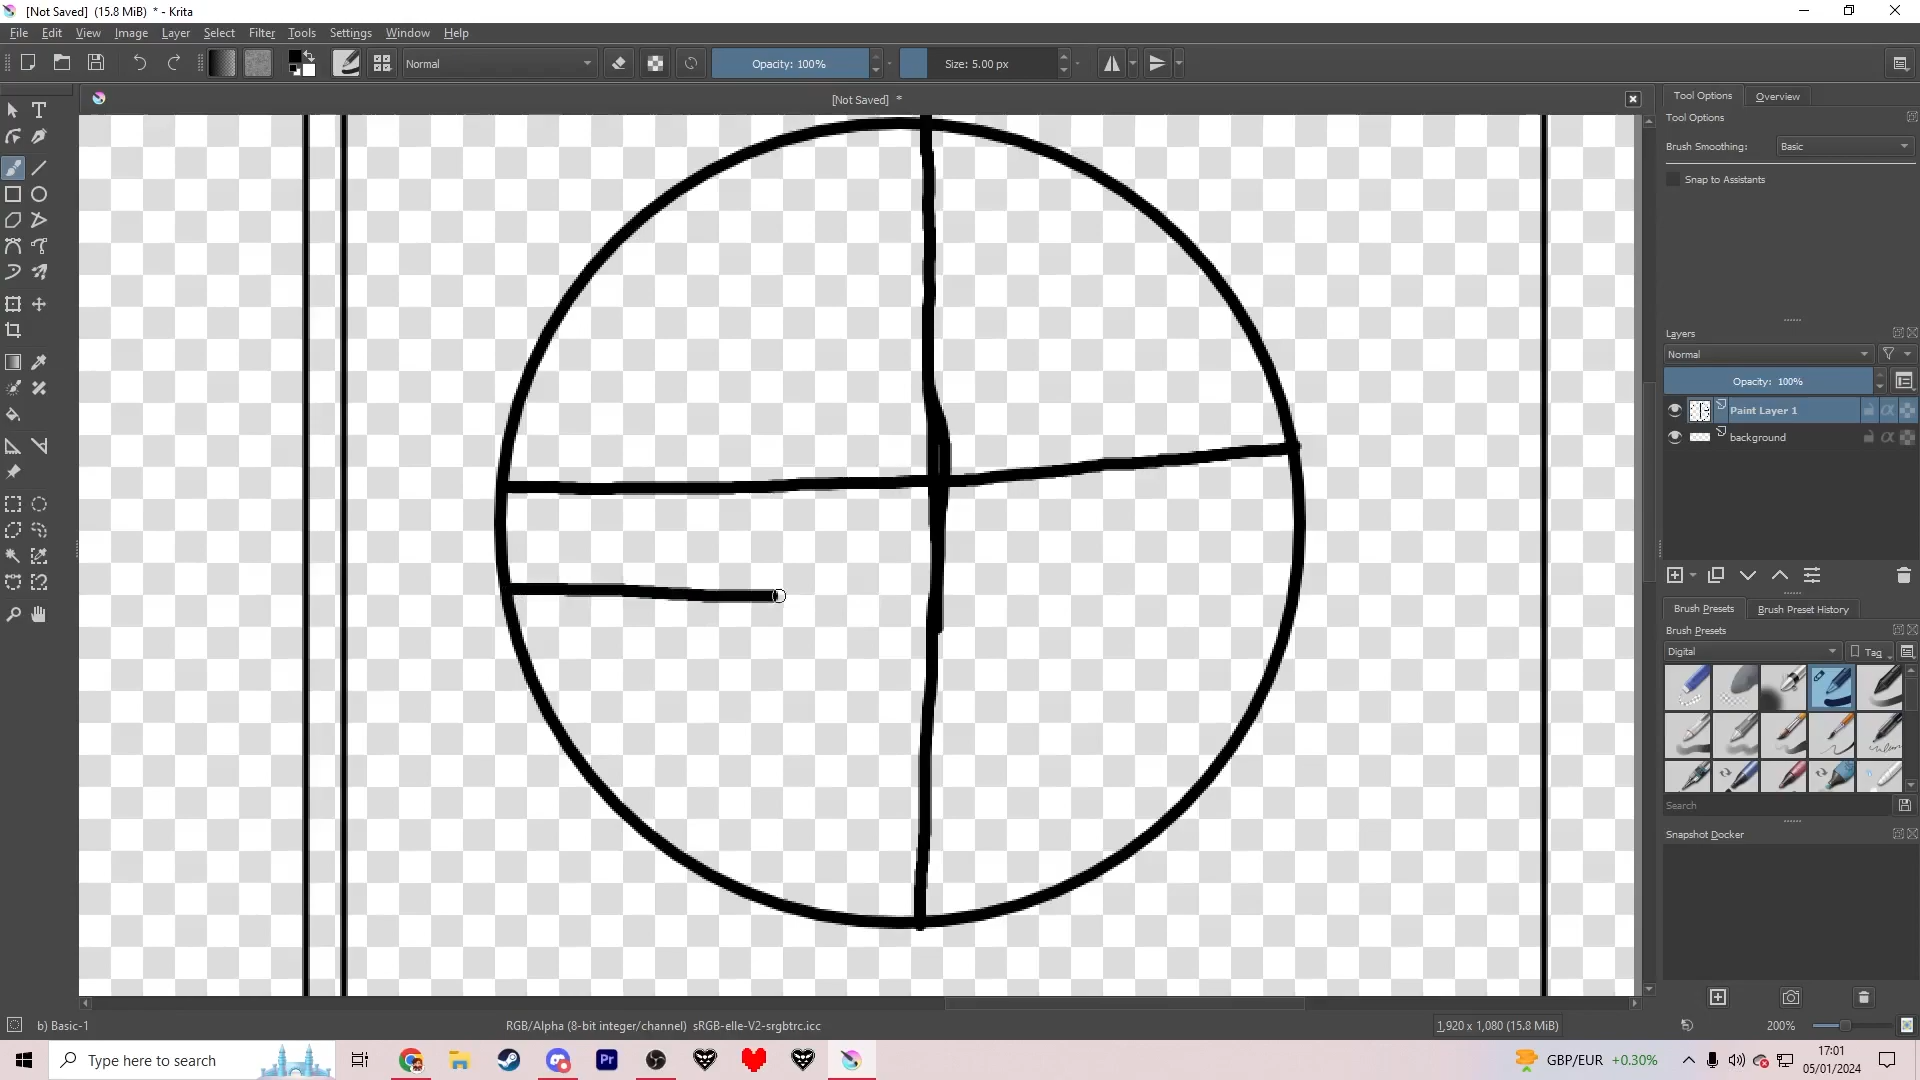 [Not Saved]  (15.8 MiB)  * - Krita
File Edit View Image Layer Select Filter Tools Settings Window Help
Normal
Opacity: 100%
Size: 5.00 px
[Not Saved]  *
Tool Options
Overview
Tool Options
Brush Smoothing:
Basic
Snap to Assistants
Layers
Normal
Opacity:  100%
Paint Layer 1
background
Brush Presets
Brush Preset History
Brush Presets
Digital
Tag
Search
Snapshot Docker
b) Basic-1
RGB/Alpha (8-bit integer/channel)  sRGB-elle-V2-srgbtrc.icc
1,920 x 1,080 (15.8 MiB)
200%
Type here to search
Pr
GBP/EUR
+0.30%
17:01
05/01/2024